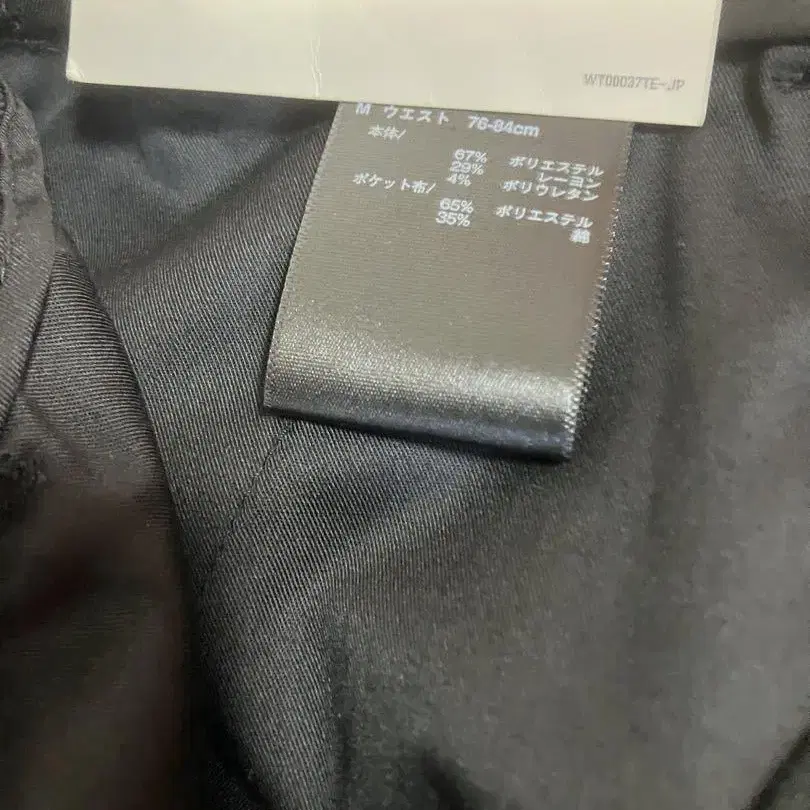 WT00037TE-JP
M ウエスト 76-84cm
本体/
67% ポリエステル
29% レーヨン
4% ポリウレタン
ポケット布/
65% ポリエステル
35% 綿